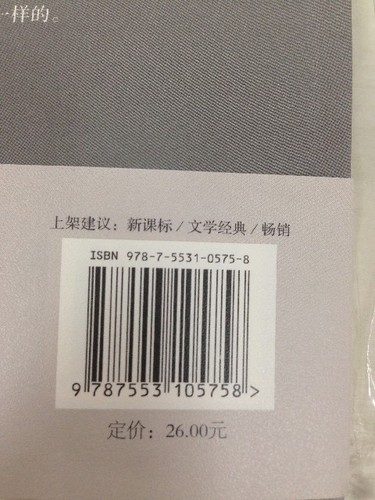 一样的。
上架建议：新课标/文学经典/畅销
ISBN 978-7-5531-0575-8
9 787553 105758 >
定价：26.00元